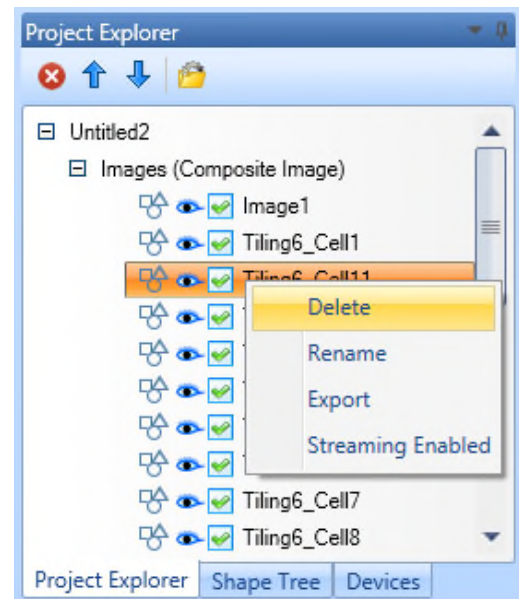 Project Explorer
Untitled2
Images (Composite Image)
Image1
Tiling6_Cell1
Tiling6_Cell11
Delete
Rename
Export
Streaming Enabled
Tiling6_Cell7
Tiling6_Cell8
Project Explorer Shape Tree Devices